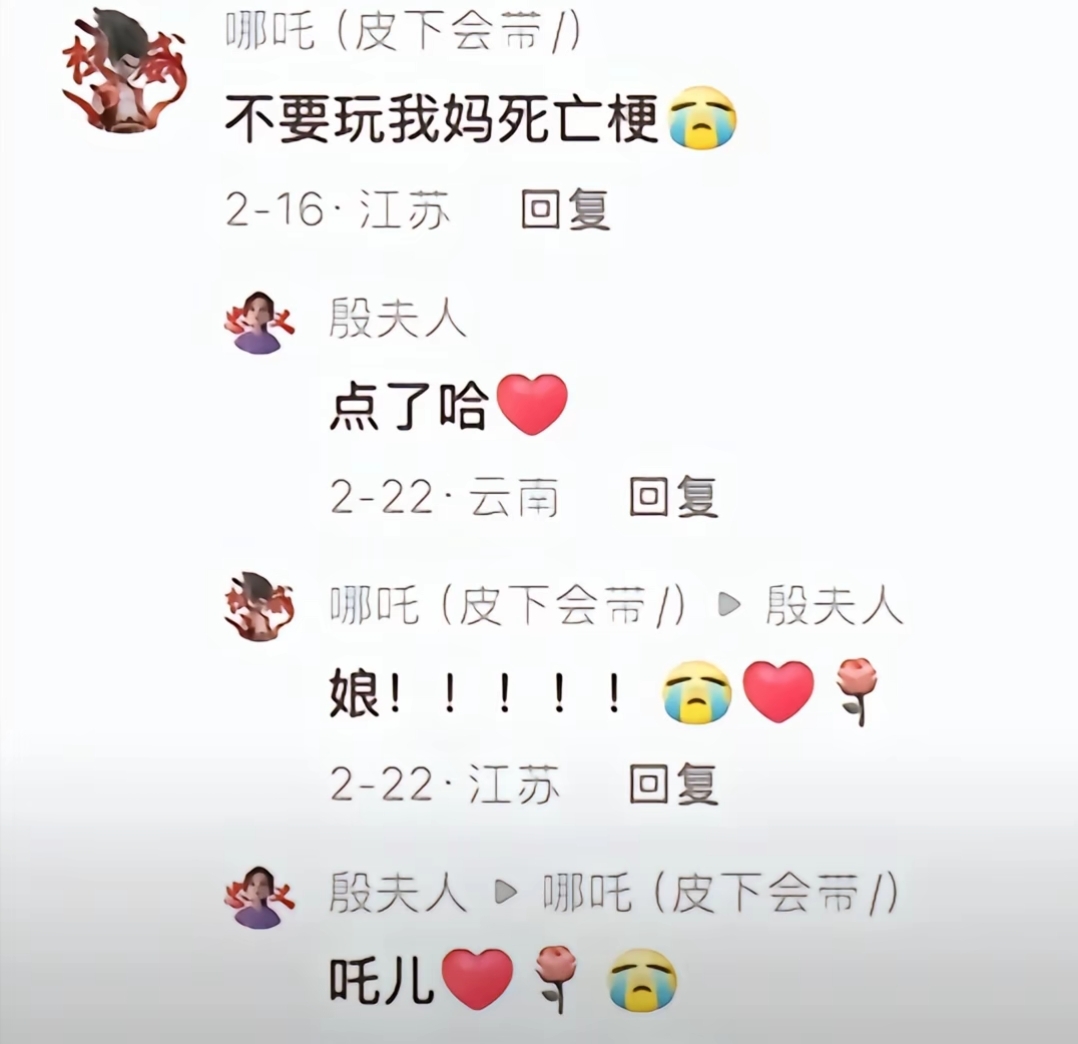 哪吒（皮下会带/）
不要玩我妈死亡梗😭
2-16·江苏 回复
殷夫人
点了哈❤️
2-22·云南 回复
哪吒（皮下会带/）▶ 殷夫人
娘！！！！！😭❤️🌹
2-22·江苏 回复
殷夫人 ▶ 哪吒（皮下会带/）
吒儿❤️🌹😭